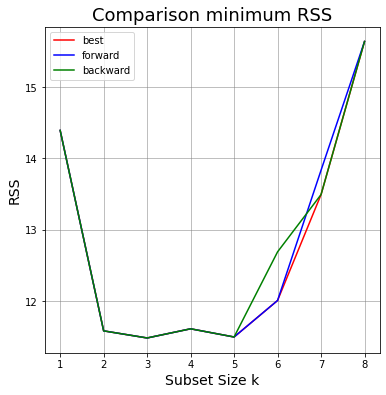 Comparison minimum RSS
best
forward
backward
RSS
15
14
13
12
1 2 3 4 5 6 7 8
Subset Size k